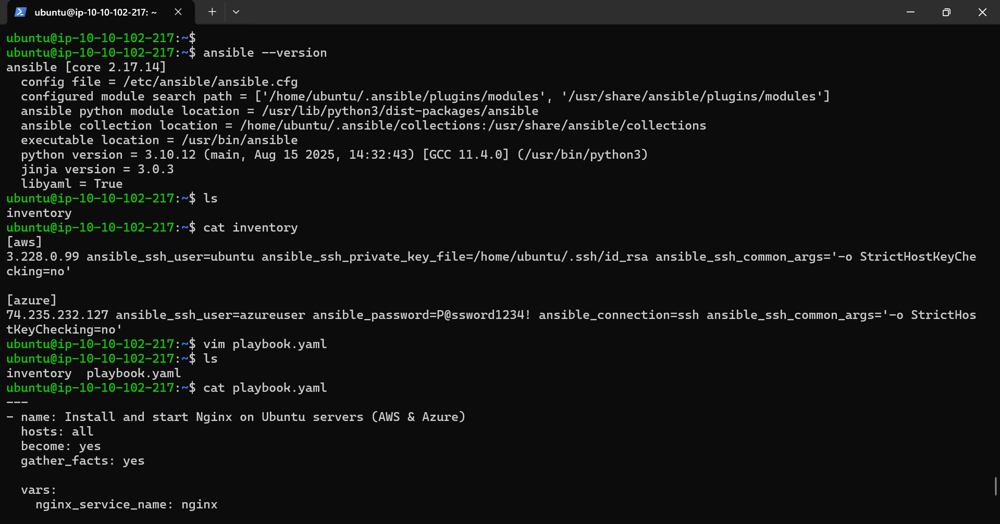 ubuntu@ip-10-10-102-217: ~
ubuntu@ip-10-10-102-217:~$
ubuntu@ip-10-10-102-217:~$ ansible --version
ansible [core 2.17.14]
  config file = /etc/ansible/ansible.cfg
  configured module search path = ['/home/ubuntu/.ansible/plugins/modules', '/usr/share/ansible/plugins/modules']
  ansible python module location = /usr/lib/python3/dist-packages/ansible
  ansible collection location = /home/ubuntu/.ansible/collections:/usr/share/ansible/collections
  executable location = /usr/bin/ansible
  python version = 3.10.12 (main, Aug 15 2025, 14:32:43) [GCC 11.4.0] (/usr/bin/python3)
  jinja version = 3.0.3
  libyaml = True
ubuntu@ip-10-10-102-217:~$ ls
inventory
ubuntu@ip-10-10-102-217:~$ cat inventory
[aws]
3.228.0.99 ansible_ssh_user=ubuntu ansible_ssh_private_key_file=/home/ubuntu/.ssh/id_rsa ansible_ssh_common_args='-o StrictHostKeyChe
cking=no'

[azure]
74.235.232.127 ansible_ssh_user=azureuser ansible_password=P@ssword1234! ansible_connection=ssh ansible_ssh_common_args='-o StrictHos
tKeyChecking=no'
ubuntu@ip-10-10-102-217:~$ vim playbook.yaml
ubuntu@ip-10-10-102-217:~$ ls
inventory  playbook.yaml
ubuntu@ip-10-10-102-217:~$ cat playbook.yaml
---
- name: Install and start Nginx on Ubuntu servers (AWS & Azure)
  hosts: all
  become: yes
  gather_facts: yes

  vars:
    nginx_service_name: nginx